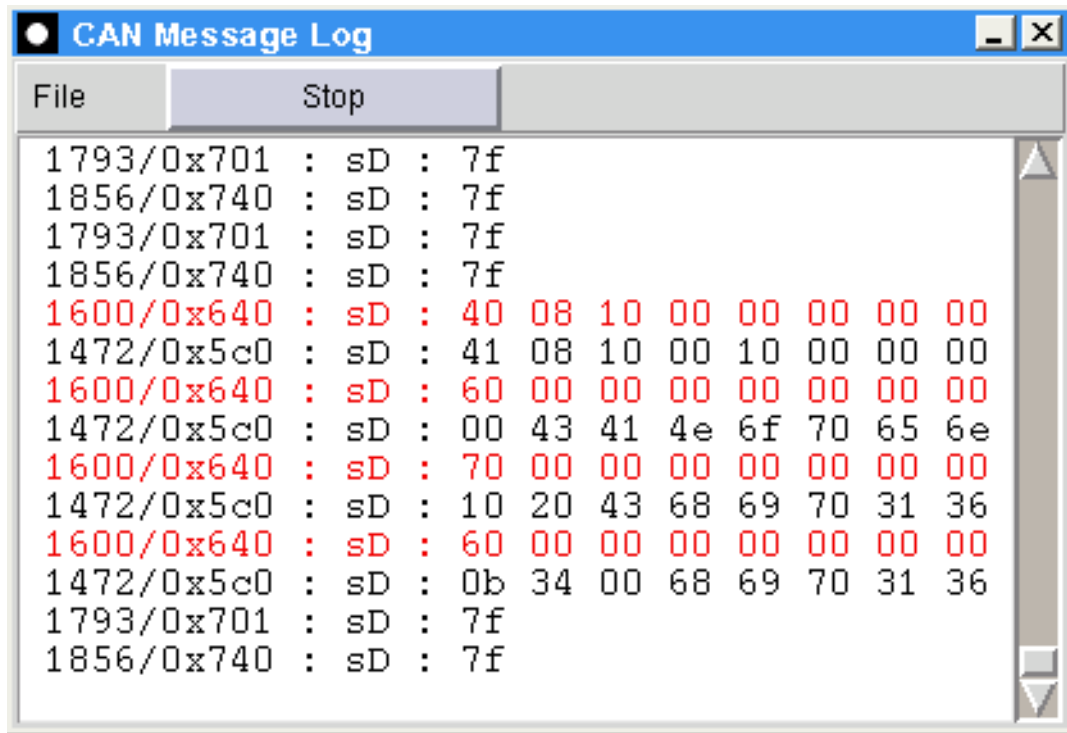 CAN Message Log
File Stop
1793/0x701 : sD : 7f
1856/0x740 : sD : 7f
1793/0x701 : sD : 7f
1856/0x740 : sD : 7f
1600/0x640 : sD : 40 08 10 00 00 00 00 00
1472/0x5c0 : sD : 41 08 10 00 10 00 00 00
1600/0x640 : sD : 60 00 00 00 00 00 00 00
1472/0x5c0 : sD : 00 43 41 4e 6f 70 65 6e
1600/0x640 : sD : 70 00 00 00 00 00 00 00
1472/0x5c0 : sD : 10 20 43 68 69 70 31 36
1600/0x640 : sD : 60 00 00 00 00 00 00 00
1472/0x5c0 : sD : 0b 34 00 68 69 70 31 36
1793/0x701 : sD : 7f
1856/0x740 : sD : 7f